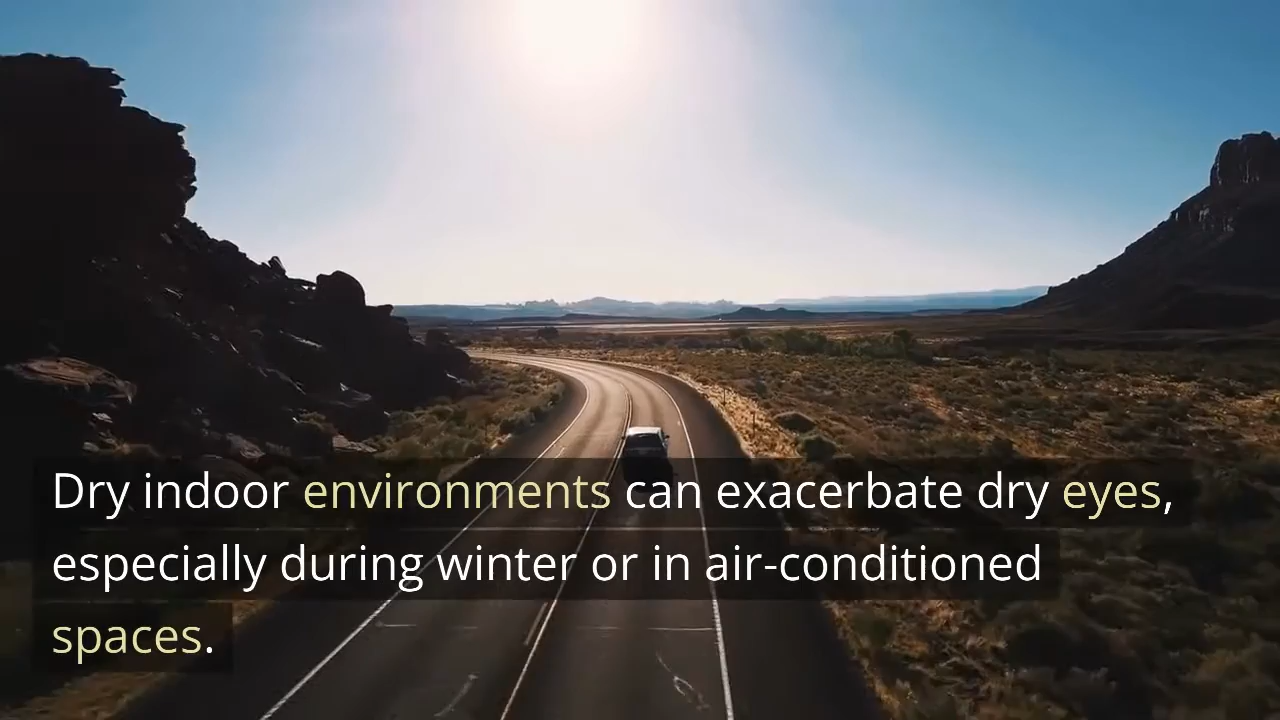 Dry indoor environments can exacerbate dry eyes,
especially during winter or in air-conditioned
spaces.